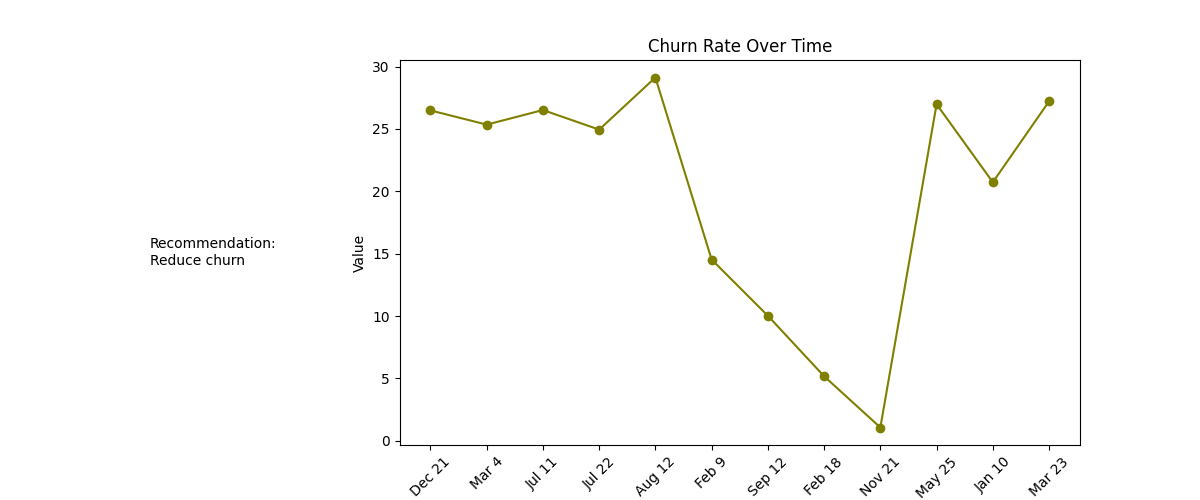 Churn Rate Over Time
Recommendation:
Reduce churn
Value
30
25
20
15
10
5
0
Dec 21
Mar 4
Jul 11
Jul 22
Aug 12
Feb 9
Sep 12
Feb 18
Nov 21
May 25
Jan 10
Mar 23